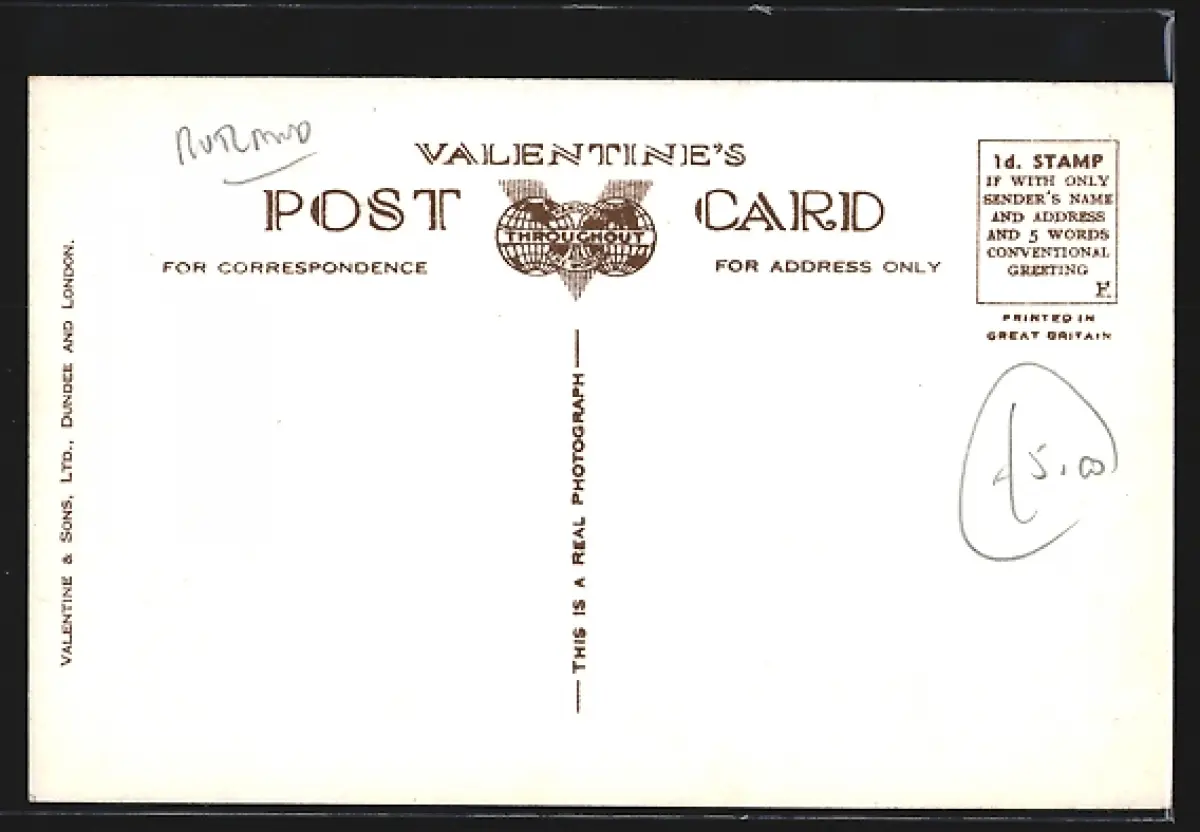 RUTLAND
VALENTINE'S
POST CARD
THROUGHOUT
FOR CORRESPONDENCE
FOR ADDRESS ONLY
1d. STAMP
IF WITH ONLY
SENDER'S NAME
AND ADDRESS
AND 5 WORDS
CONVENTIONAL
GREETING
F.
PRINTED IN
GREAT BRITAIN
£5.00
THIS IS A REAL PHOTOGRAPH
VALENTINE & SONS, LTD., DUNDEE AND LONDON.